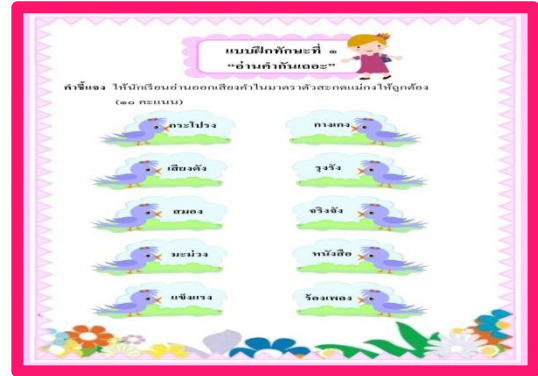 แบบฝึกทักษะที่ ๑
“อ่านคำกันเถอะ”
คำชี้แจง ให้นักเรียนอ่านออกเสียงคำในมาตราตัวสะกดแม่กงให้ถูกต้อง
(๑๐ คะแนน)
กระโปรง กางเกง
เสียงดัง รุงรัง
สมอง จริงจัง
มะม่วง หนังสือ
แข็งแรง ร้องเพลง